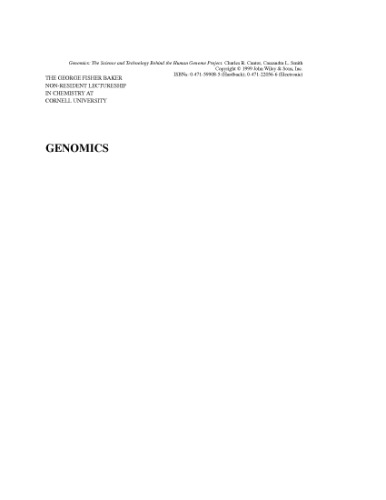 Genomics: The Science and Technology Behind the Human Genome Project. Charles R. Cantor, Cassandra L. Smith
Copyright © 1999 John Wiley & Sons, Inc.
ISBNs: 0-471-59908-5 (Hardback); 0-471-22056-6 (Electronic)
THE GEORGE FISHER BAKER
NON-RESIDENT LECTURESHIP
IN CHEMISTRY AT
CORNELL UNIVERSITY
GENOMICS